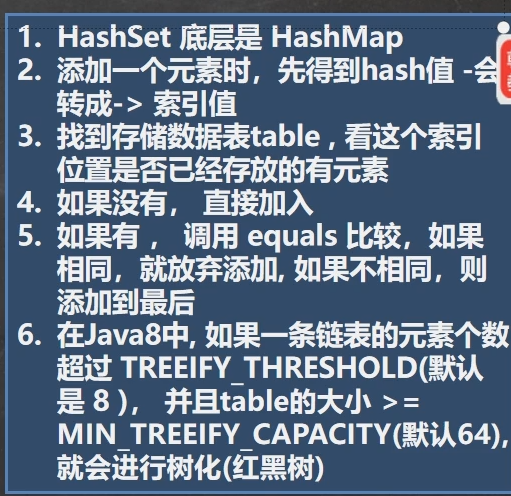 1. HashSet 底层是 HashMap
2. 添加一个元素时，先得到hash值 -会
转成-> 索引值
3. 找到存储数据表table , 看这个索引
位置是否已经存放的有元素
4. 如果没有， 直接加入
5. 如果有 ， 调用 equals 比较，如果
相同，就放弃添加, 如果不相同，则
添加到最后
6. 在Java8中, 如果一条链表的元素个数
超过 TREEIFY_THRESHOLD(默认
是 8 )， 并且table的大小 >=
MIN_TREEIFY_CAPACITY(默认64),
就会进行树化(红黑树)